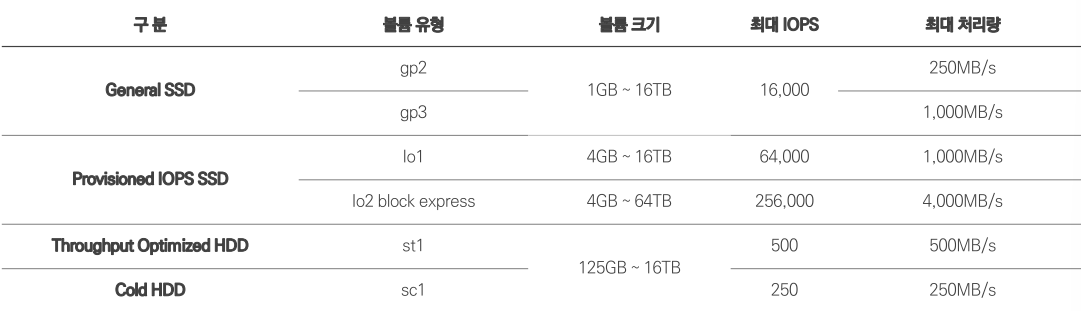 구 분 볼륨 유형 볼륨 크기 최대 IOPS 최대 처리량
General SSD gp2 1GB ~ 16TB 16,000 250MB/s
gp3 1,000MB/s
Provisioned IOPS SSD Io1 4GB ~ 16TB 64,000 1,000MB/s
Io2 block express 4GB ~ 64TB 256,000 4,000MB/s
Throughput Optimized HDD st1 125GB ~ 16TB 500 500MB/s
Cold HDD sc1 250 250MB/s